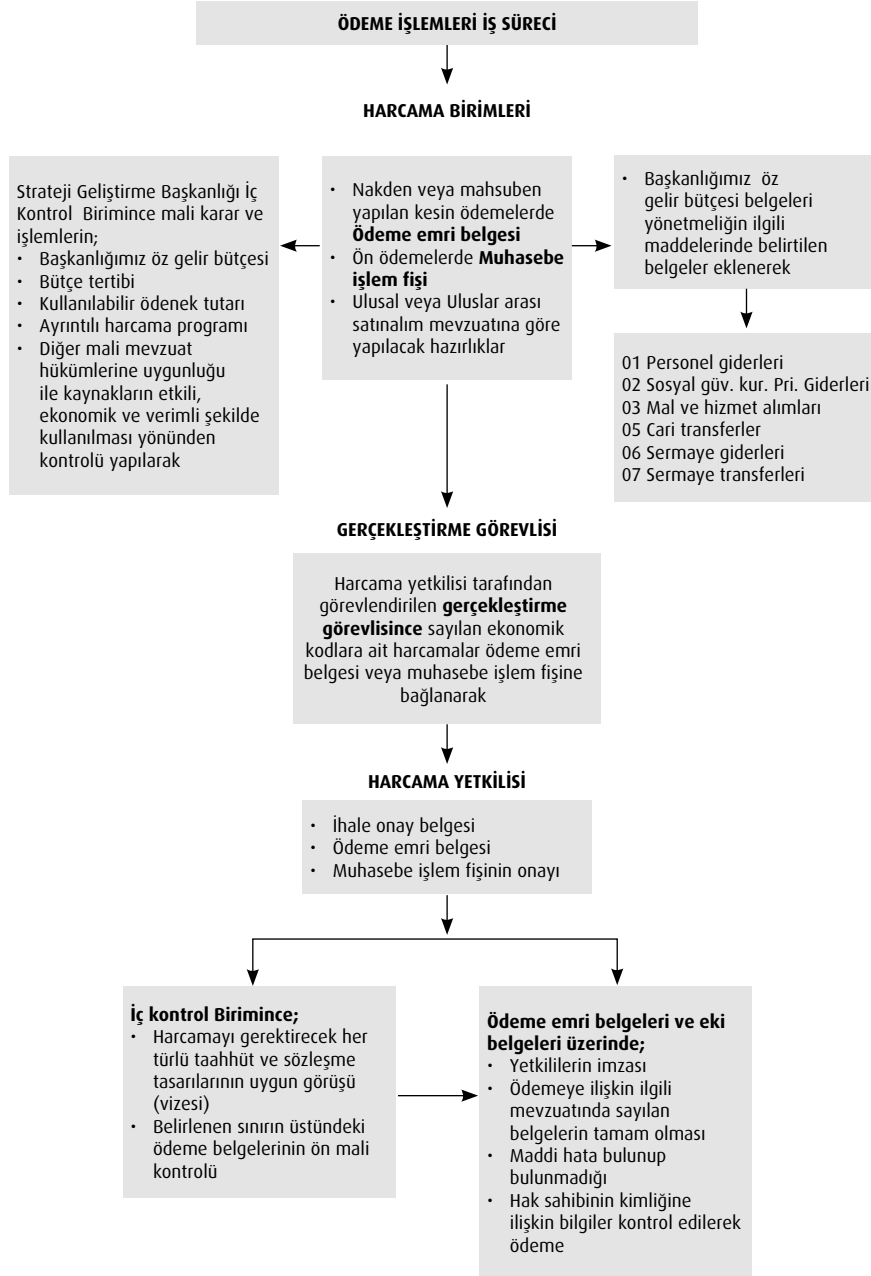 ÖDEME İŞLEMLERİ İŞ SÜRECİ
HARCAMA BİRİMLERİ
Strateji Geliştirme Başkanlığı İç
Kontrol Birimince mali karar ve
işlemlerin;
• Başkanlığımız öz gelir bütçesi
• Bütçe tertibi
• Kullanılabilir ödenek tutarı
• Ayrıntılı harcama programı
• Diğer mali mevzuat
hükümlerine uygunluğu
ile kaynakların etkili,
ekonomik ve verimli şekilde
kullanılması yönünden
kontrolü yapılarak
• Nakden veya mahsuben
yapılan kesin ödemelerde
Ödeme emri belgesi
• Ön ödemelerde Muhasebe
işlem fişi
• Ulusal veya Uluslar arası
satınalım mevzuatına göre
yapılacak hazırlıklar
• Başkanlığımız öz
gelir bütçesi belgeleri
yönetmeliğin ilgili
maddelerinde belirtilen
belgeler eklenerek
01 Personel giderleri
02 Sosyal güv. kur. Pri. Giderleri
03 Mal ve hizmet alımları
05 Cari transferler
06 Sermaye giderleri
07 Sermaye transferleri
GERÇEKLEŞTİRME GÖREVLİSİ
Harcama yetkilisi tarafından
görevlendirilen gerçekleştirme
görevlisince sayılan ekonomik
kodlara ait harcamalar ödeme emri
belgesi veya muhasebe işlem fişine
bağlanarak
HARCAMA YETKİLİSİ
• İhale onay belgesi
• Ödeme emri belgesi
• Muhasebe işlem fişinin onayı
İç kontrol Birimince;
• Harcamayı gerektirecek her
türlü taahhüt ve sözleşme
tasarılarının uygun görüşü
(vizesi)
• Belirlenen sınırın üstündeki
ödeme belgelerinin ön mali
kontrolü
Ödeme emri belgeleri ve eki
belgeleri üzerinde;
• Yetkililerin imzası
• Ödemeye ilişkin ilgili
mevzuatında sayılan
belgelerin tamam olması
• Maddi hata bulunup
bulunmadığı
• Hak sahibinin kimliğine
ilişkin bilgiler kontrol edilerek
ödeme